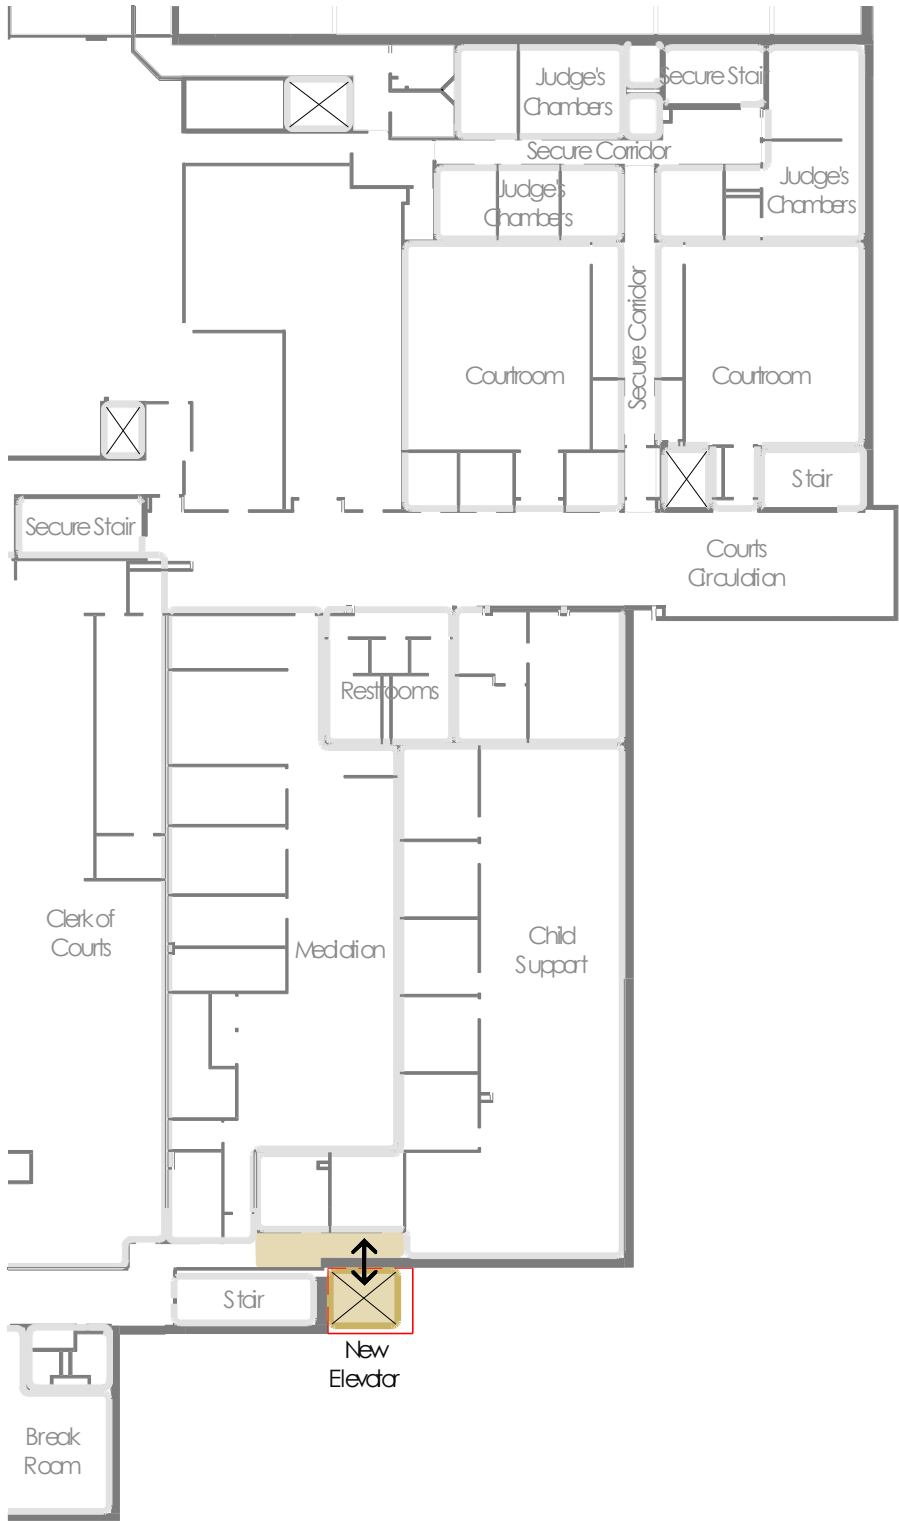 Judge's
Chambers
Secure Stair
Secure Corridor
Judge's
Chambers
Judge's
Chambers
Secure Corridor
Courtroom
Courtroom
Stair
Secure Stair
Courts
Circulation
Restrooms
Clerk of
Courts
Mediation
Child
Support
Stair
New
Elevator
Break
Room